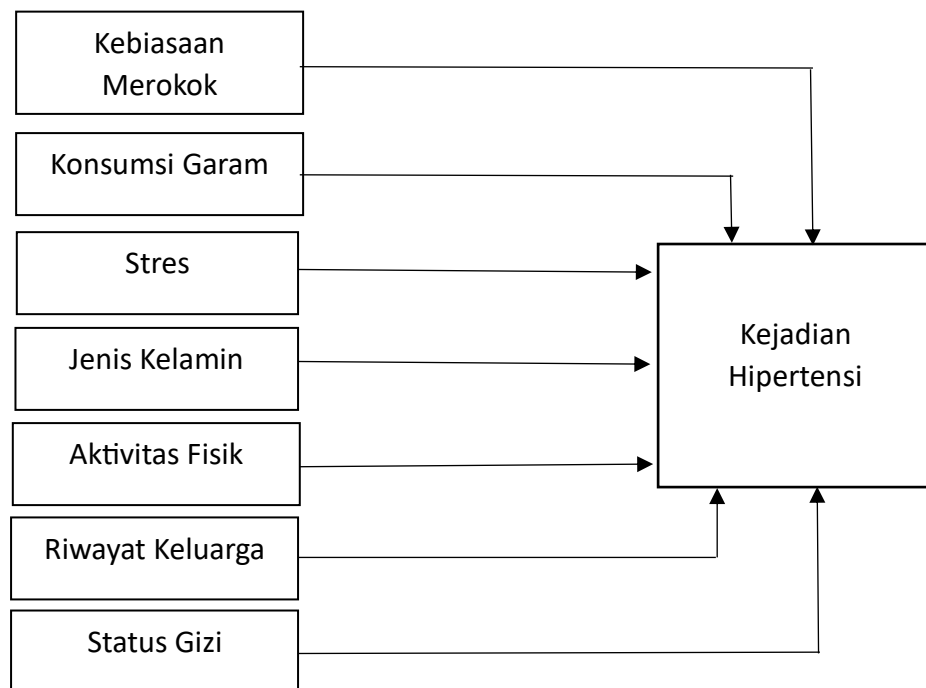 Kebiasaan
Merokok
Konsumsi Garam
Stres
Jenis Kelamin
Aktivitas Fisik
Riwayat Keluarga
Status Gizi
Kejadian
Hipertensi